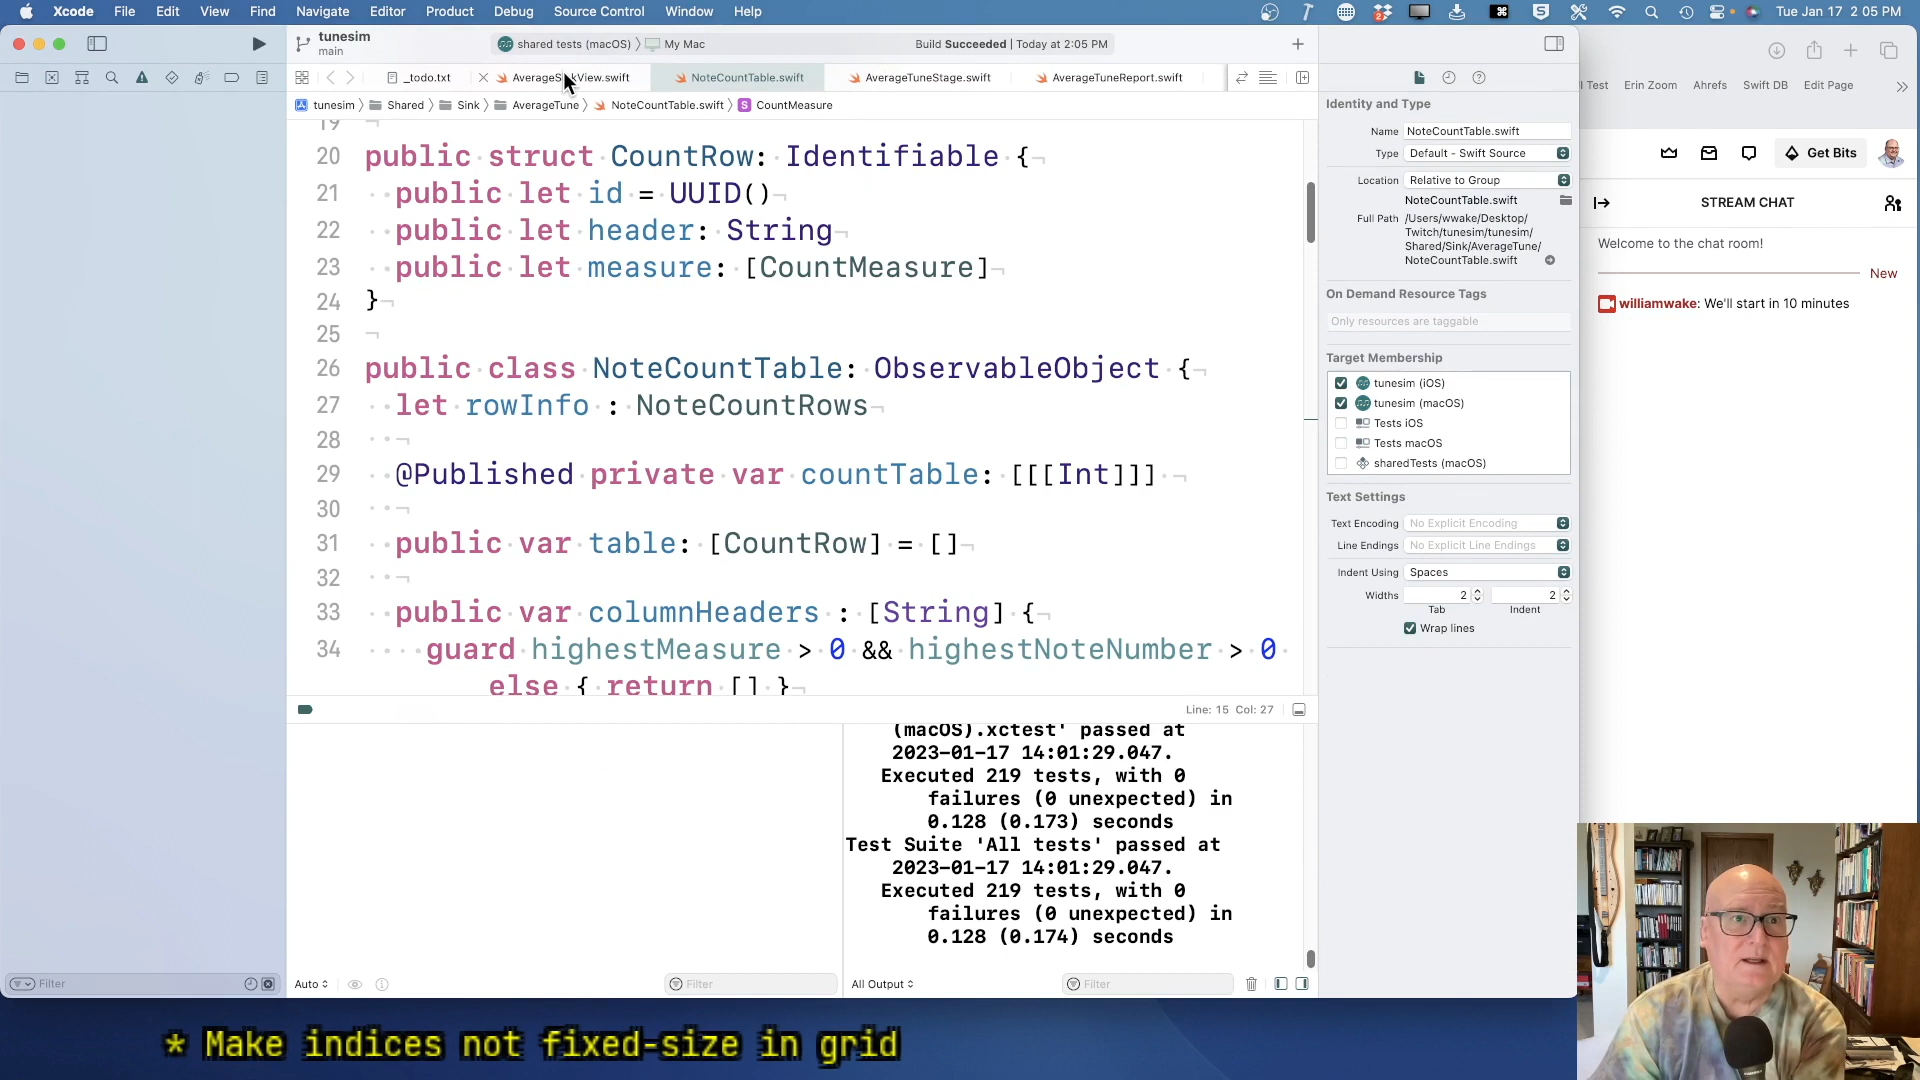 Xcode File Edit View Find Navigate Editor Product Debug Source Control Window Help Tue Jan 17 2:05 PM
tunesim
main
shared tests (macOS) My Mac Build Succeeded | Today at 2:05 PM
_todo.txt AverageSinkView.swift NoteCountTable.swift AverageTuneStage.swift AverageTuneReport.swift
tunesim Shared Sink AverageTune NoteCountTable.swift S CountMeasure
19
20 public struct CountRow: Identifiable {
21 public let id = UUID()
22 public let header: String
23 public let measure: [CountMeasure]
24 }
25
26 public class NoteCountTable: ObservableObject {
27 let rowInfo : NoteCountRows
28
29 @Published private var countTable: [[[Int]]]
30
31 public var table: [CountRow] = []
32
33 public var columnHeaders : [String] {
34 guard highestMeasure > 0 && highestNoteNumber > 0
else { return [] }
Line: 15 Col: 27
(macOS).xctest' passed at
2023-01-17 14:01:29.047.
Executed 219 tests, with 0
failures (0 unexpected) in
0.128 (0.173) seconds
Test Suite 'All tests' passed at
2023-01-17 14:01:29.047.
Executed 219 tests, with 0
failures (0 unexpected) in
0.128 (0.174) seconds
Filter
Auto
Filter
All Output
Filter
Identity and Type
Name NoteCountTable.swift
Type Default - Swift Source
Location Relative to Group
NoteCountTable.swift
Full Path /Users/wwake/Desktop/
Twitch/tunesim/tunesim/
Shared/Sink/AverageTune/
NoteCountTable.swift
On Demand Resource Tags
Only resources are taggable
Target Membership
tunesim (iOS)
tunesim (macOS)
Tests iOS
Tests macOS
sharedTests (macOS)
Text Settings
Text Encoding No Explicit Encoding
Line Endings No Explicit Line Endings
Indent Using Spaces
Widths 2 2
Tab Indent
Wrap lines
Test Erin Zoom Ahrefs Swift DB Edit Page
Get Bits
STREAM CHAT
Welcome to the chat room!
New
williamwake: We'll start in 10 minutes
* Make indices not fixed-size in grid